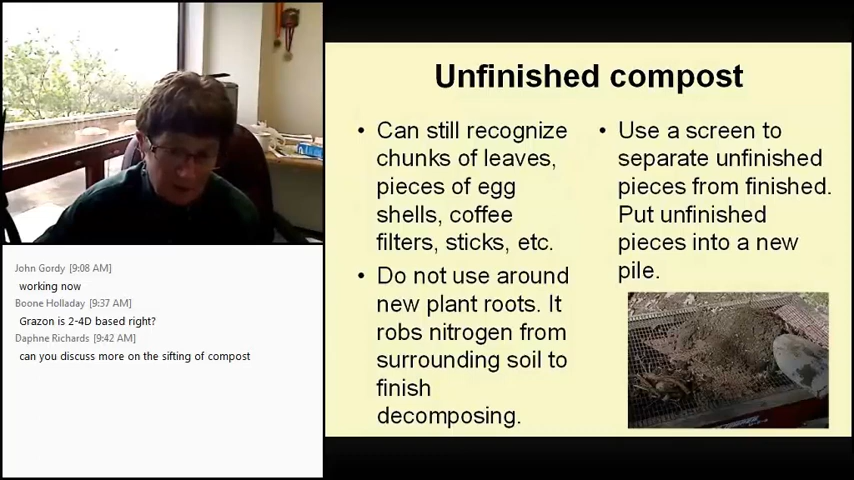 John Gordy [9:08 AM]
working now
Boone Holladay [9:37 AM]
Grazon is 2-4D based right?
Daphne Richards [9:42 AM]
can you discuss more on the sifting of compost
Unfinished compost
• Can still recognize
chunks of leaves,
pieces of egg
shells, coffee
filters, sticks, etc.
• Do not use around
new plant roots. It
robs nitrogen from
surrounding soil to
finish
decomposing.
• Use a screen to
separate unfinished
pieces from finished.
Put unfinished
pieces into a new
pile.